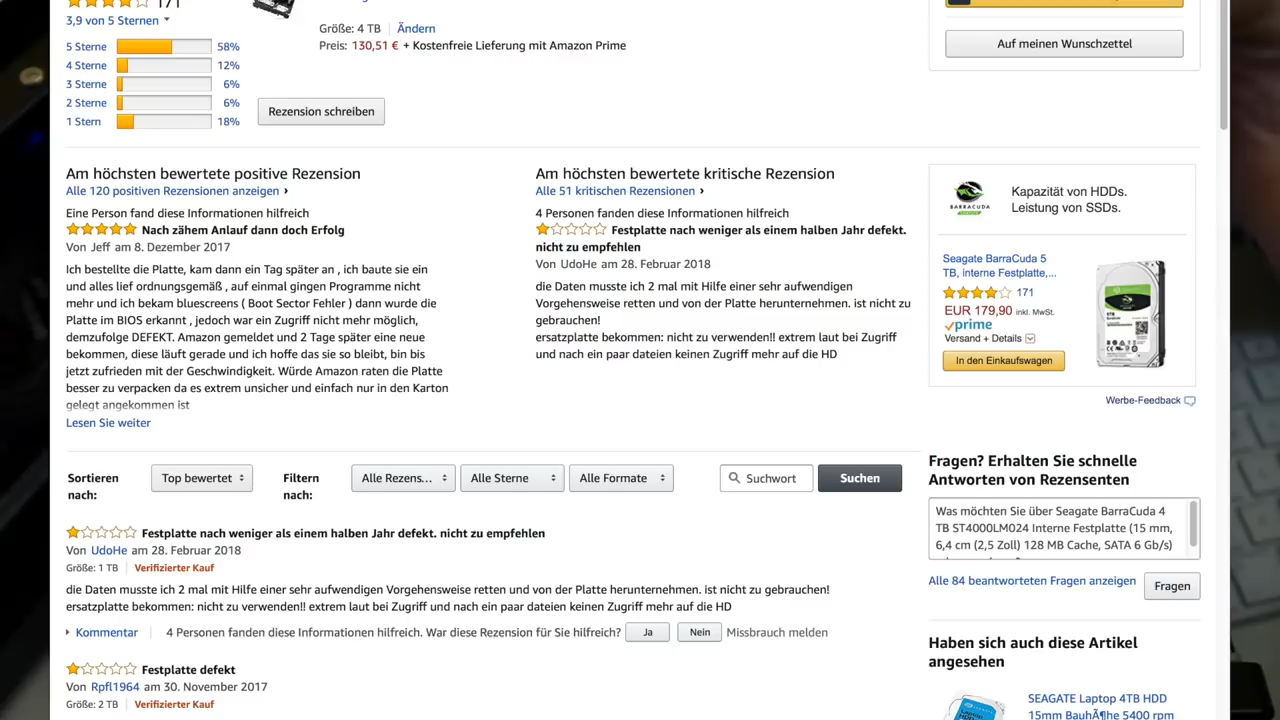 171
3,9 von 5 Sternen
Größe: 4 TB | Ändern
Preis: 130,51 € + Kostenfreie Lieferung mit Amazon Prime
5 Sterne 58%
4 Sterne 12%
3 Sterne 6%
2 Sterne 6%
1 Stern 18%
Rezension schreiben
Auf meinen Wunschzettel
Am höchsten bewertete positive Rezension
Alle 120 positiven Rezensionen anzeigen ›
Eine Person fand diese Informationen hilfreich
Nach zähem Anlauf dann doch Erfolg
Von Jeff am 8. Dezember 2017
Ich bestellte die Platte, kam dann ein Tag später an , ich baute sie ein
und alles lief ordnungsgemäß , auf einmal gingen Programme nicht
mehr und ich bekam bluescreens ( Boot Sector Fehler ) dann wurde die
Platte im BIOS erkannt , jedoch war ein Zugriff nicht mehr möglich,
demzufolge DEFEKT. Amazon gemeldet und 2 Tage später eine neue
bekommen, diese läuft gerade und ich hoffe das sie so bleibt, bin bis
jetzt zufrieden mit der Geschwindigkeit. Würde Amazon raten die Platte
besser zu verpacken da es extrem unsicher und einfach nur in den Karton
gelegt angekommen ist
Lesen Sie weiter
Am höchsten bewertete kritische Rezension
Alle 51 kritischen Rezensionen ›
4 Personen fanden diese Informationen hilfreich
Festplatte nach weniger als einem halben Jahr defekt.
nicht zu empfehlen
Von UdoHe am 28. Februar 2018
die Daten musste ich 2 mal mit Hilfe einer sehr aufwendigen
Vorgehensweise retten und von der Platte herunternehmen. ist nicht zu
gebrauchen!
ersatzplatte bekommen: nicht zu verwenden!! extrem laut bei Zugriff
und nach ein paar dateien keinen Zugriff mehr auf die HD
BARRACUDA
Kapazität von HDDs.
Leistung von SSDs.
Seagate BarraCuda 5
TB, interne Festplatte,...
171
EUR 179,90 inkl. MwSt.
prime
Versand + Details
In den Einkaufswagen
Werbe-Feedback
Sortieren
nach:
Top bewertet
Filtern
nach:
Alle Rezens...
Alle Sterne
Alle Formate
Suchwort
Suchen
Festplatte nach weniger als einem halben Jahr defekt. nicht zu empfehlen
Von UdoHe am 28. Februar 2018
Größe: 1 TB | Verifizierter Kauf
die Daten musste ich 2 mal mit Hilfe einer sehr aufwendigen Vorgehensweise retten und von der Platte herunternehmen. ist nicht zu gebrauchen!
ersatzplatte bekommen: nicht zu verwenden!! extrem laut bei Zugriff und nach ein paar dateien keinen Zugriff mehr auf die HD
Kommentar | 4 Personen fanden diese Informationen hilfreich. War diese Rezension für Sie hilfreich? Ja Nein Missbrauch melden
Festplatte defekt
Von Rpfl1964 am 30. November 2017
Größe: 2 TB | Verifizierter Kauf
Fragen? Erhalten Sie schnelle
Antworten von Rezensenten
Was möchten Sie über Seagate BarraCuda 4
TB ST4000LM024 Interne Festplatte (15 mm,
6,4 cm (2,5 Zoll) 128 MB Cache, SATA 6 Gb/s)
Alle 84 beantworteten Fragen anzeigen
Fragen
Haben sich auch diese Artikel
angesehen
SEAGATE Laptop 4TB HDD
15mm BauhÃ¶he 5400 rpm